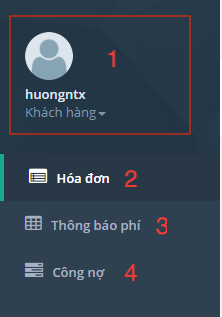 1
huongntx
Khách hàng
Hóa đơn 2
Thông báo phí 3
Công nợ 4